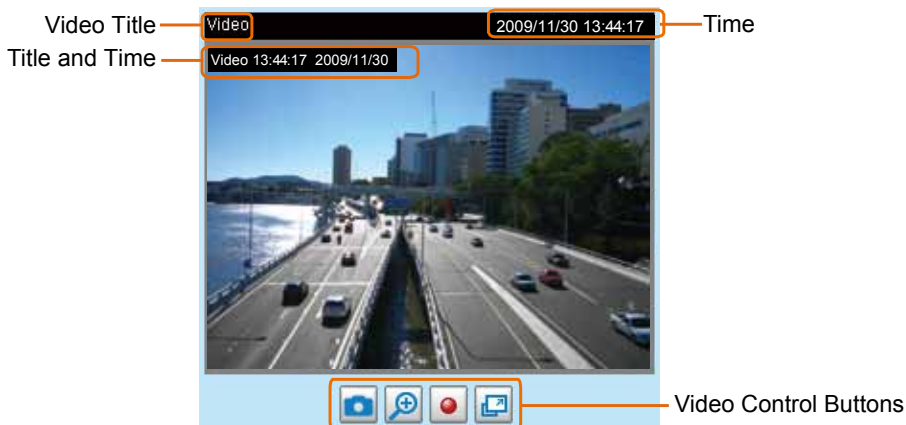 Video Title
Video
2009/11/30 13:44:17
Time
Title and Time
Video 13:44:17 2009/11/30
Video Control Buttons